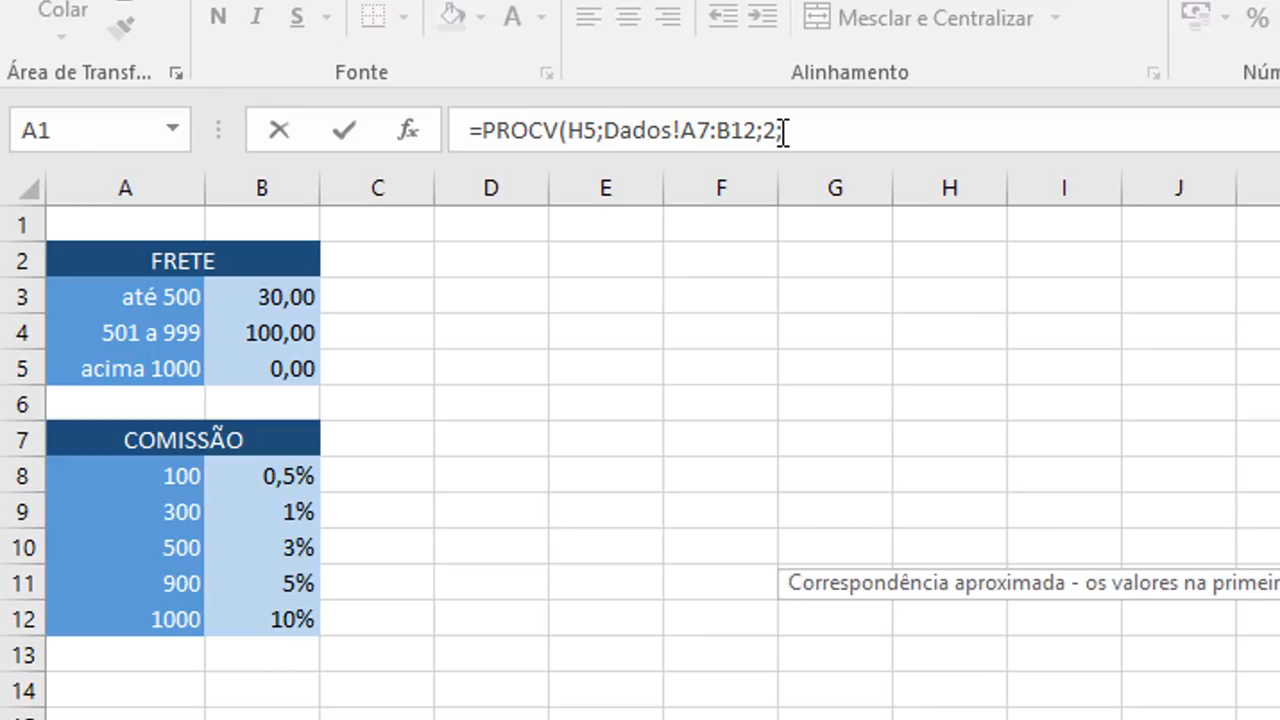 Colar
N I S A
Mesclar e Centralizar
%
Área de Transf...
Fonte
Alinhamento
Núm
A1
fx
=PROCV(H5;Dados!A7:B12;2;
A B C D E F G H I J
1
2 FRETE
3 até 500 30,00
4 501 a 999 100,00
5 acima 1000 0,00
6
7 COMISSÃO
8 100 0,5%
9 300 1%
10 500 3%
11 900 5%
Correspondência aproximada - os valores na primeir
12 1000 10%
13
14